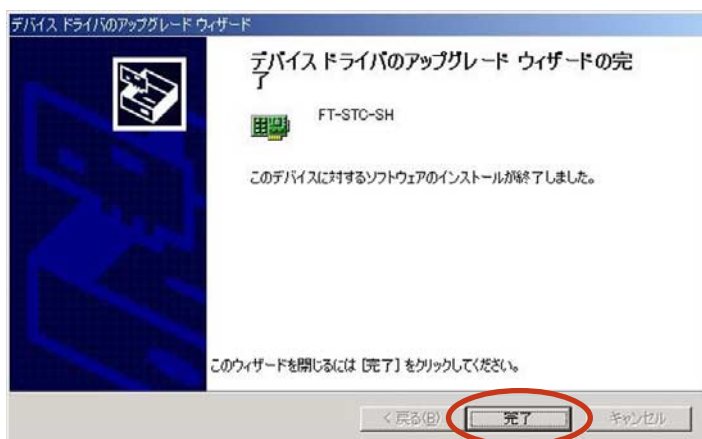 デバイス ドライバのアップグレード ウィザード
デバイス ドライバのアップグレード ウィザードの完
了
FT-STC-SH
このデバイスに対するソフトウェアのインストールが終了しました。
このウィザードを閉じるには [完了] をクリックしてください。
< 戻る(B)
完了
キャンセル